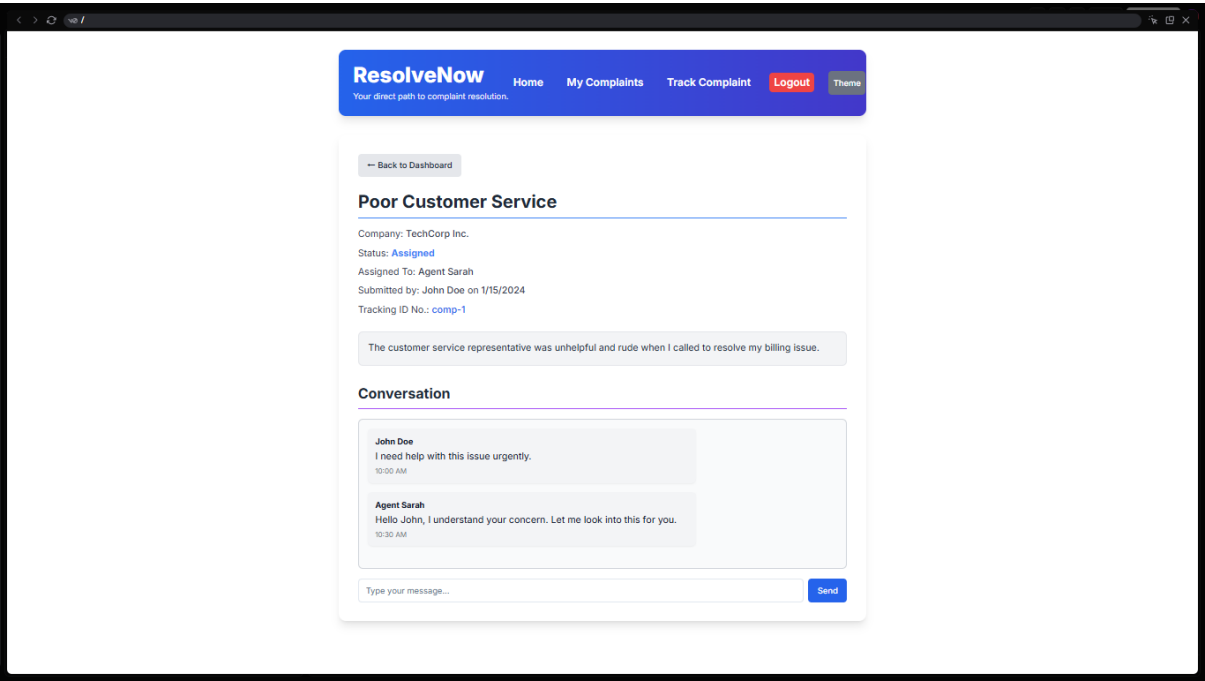 /
ResolveNow
Your direct path to complaint resolution.
Home
My Complaints
Track Complaint
Logout
Theme
← Back to Dashboard
Poor Customer Service
Company: TechCorp Inc.
Status: Assigned
Assigned To: Agent Sarah
Submitted by: John Doe on 1/15/2024
Tracking ID No.: comp-1
The customer service representative was unhelpful and rude when I called to resolve my billing issue.
Conversation
John Doe
I need help with this issue urgently.
10:00 AM
Agent Sarah
Hello John, I understand your concern. Let me look into this for you.
10:30 AM
Type your message...
Send